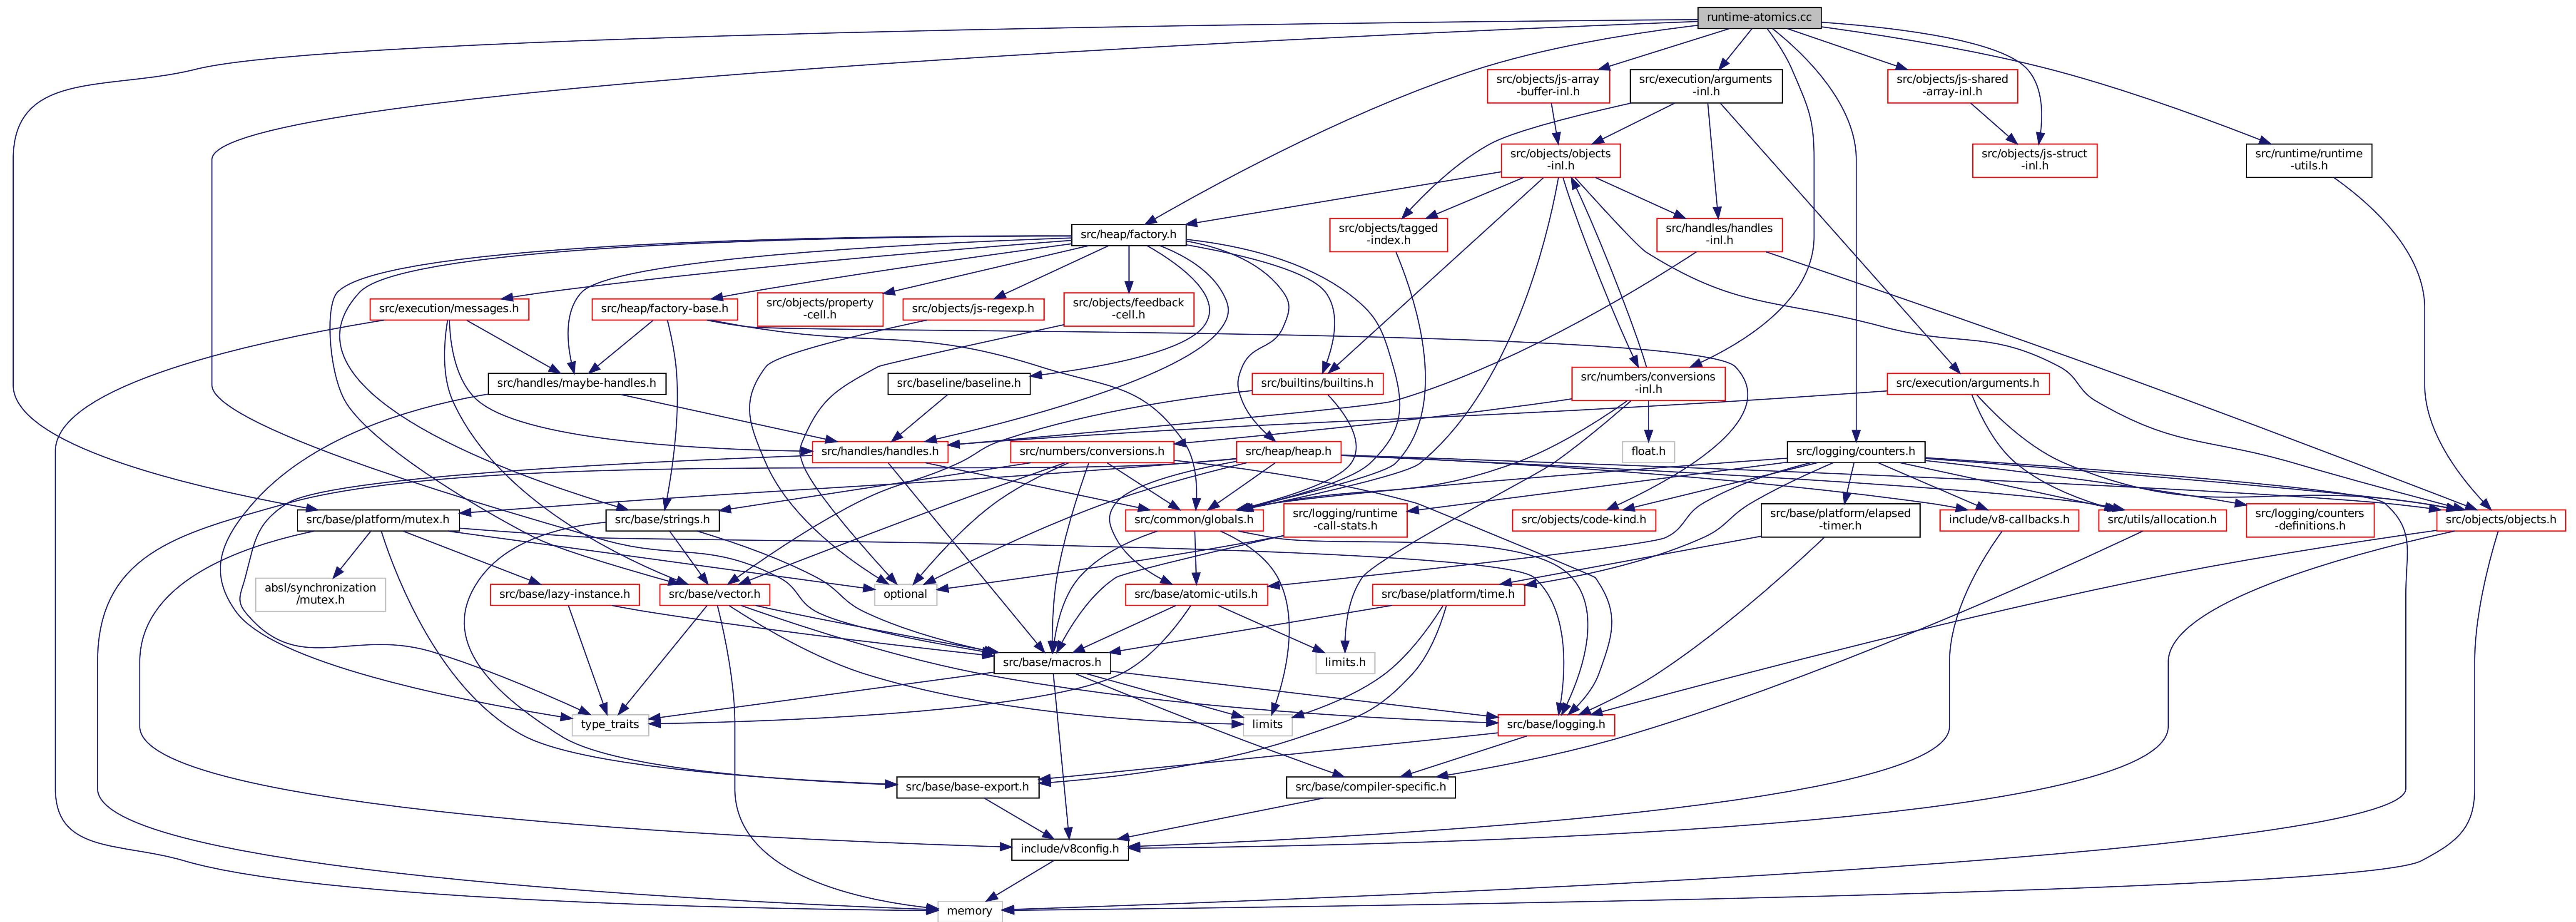 runtime-atomics.cc
src/objects/js-array
-buffer-inl.h
src/execution/arguments
-inl.h
src/objects/js-shared
-array-inl.h
src/objects/objects
-inl.h
src/objects/js-struct
-inl.h
src/runtime/runtime
-utils.h
src/heap/factory.h
src/objects/tagged
-index.h
src/handles/handles
-inl.h
src/execution/messages.h
src/heap/factory-base.h
src/objects/property
-cell.h
src/objects/js-regexp.h
src/objects/feedback
-cell.h
src/handles/maybe-handles.h
src/baseline/baseline.h
src/builtins/builtins.h
src/numbers/conversions
-inl.h
src/execution/arguments.h
src/handles/handles.h
src/numbers/conversions.h
src/heap/heap.h
float.h
src/logging/counters.h
src/base/platform/mutex.h
src/base/strings.h
src/common/globals.h
src/logging/runtime
-call-stats.h
src/objects/code-kind.h
src/base/platform/elapsed
-timer.h
include/v8-callbacks.h
src/utils/allocation.h
src/logging/counters
-definitions.h
src/objects/objects.h
absl/synchronization
/mutex.h
src/base/lazy-instance.h
src/base/vector.h
optional
src/base/atomic-utils.h
src/base/platform/time.h
src/base/macros.h
limits.h
type_traits
limits
src/base/logging.h
src/base/base-export.h
src/base/compiler-specific.h
include/v8config.h
memory